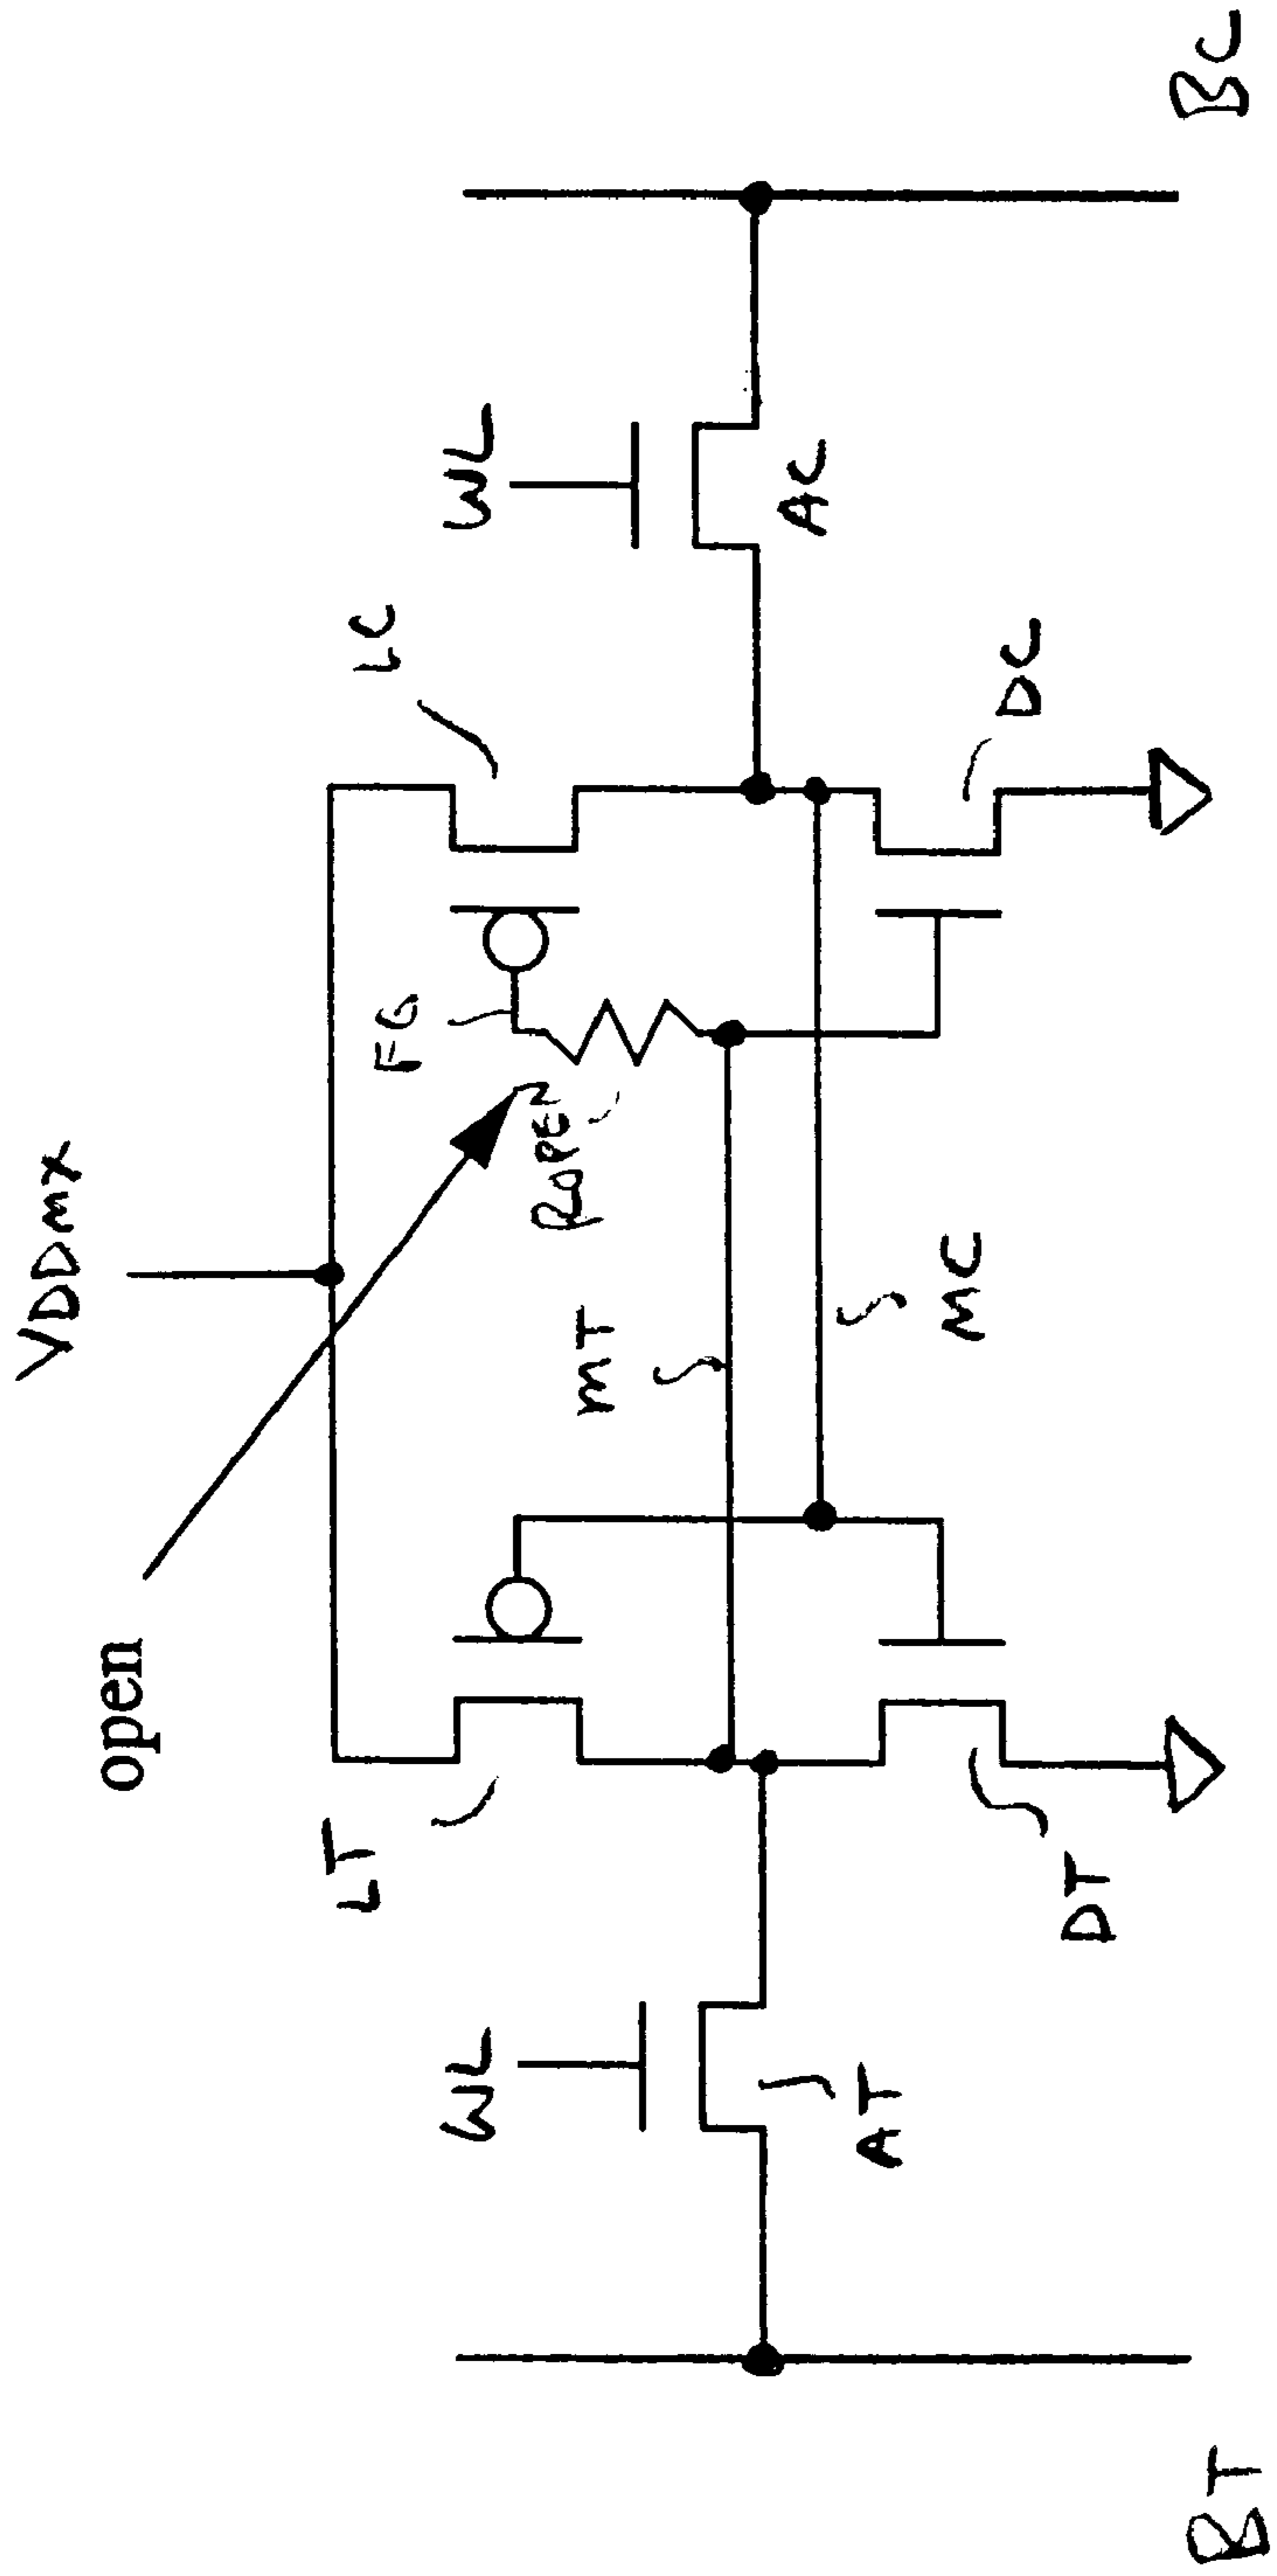 VDDMX
open
LT
LC
FG
ROPEN
WL
WL
MT
MC
AT
AC
DT
DC
BT
BC